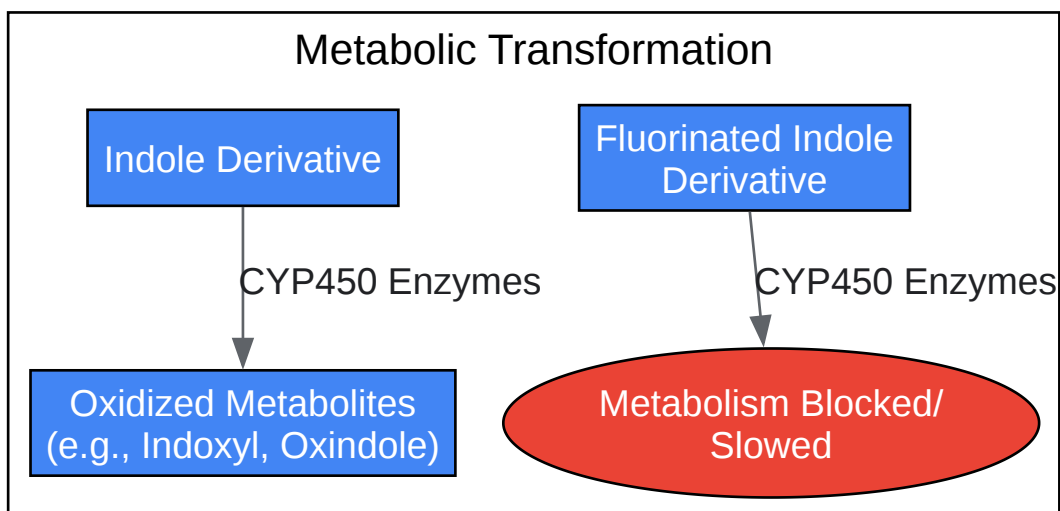 Metabolic Transformation
Indole Derivative
Fluorinated Indole
Derivative
CYP450 Enzymes
CYP450 Enzymes
Oxidized Metabolites
(e.g., Indoxyl, Oxindole)
Metabolism Blocked/
Slowed